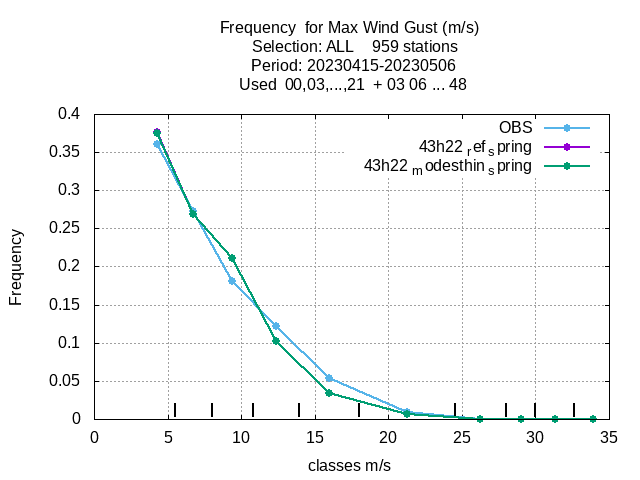 Frequency  for Max Wind Gust (m/s)
Selection: ALL    959 stations
Period: 20230415-20230506
Used  00,03,...,21  + 03 06 ... 48
OBS
43h22 ref spring
43h22 modesthin spring
0.4
0.35
0.3
0.25
0.2
0.15
0.1
0.05
0
Frequency
0 5 10 15 20 25 30 35
classes m/s